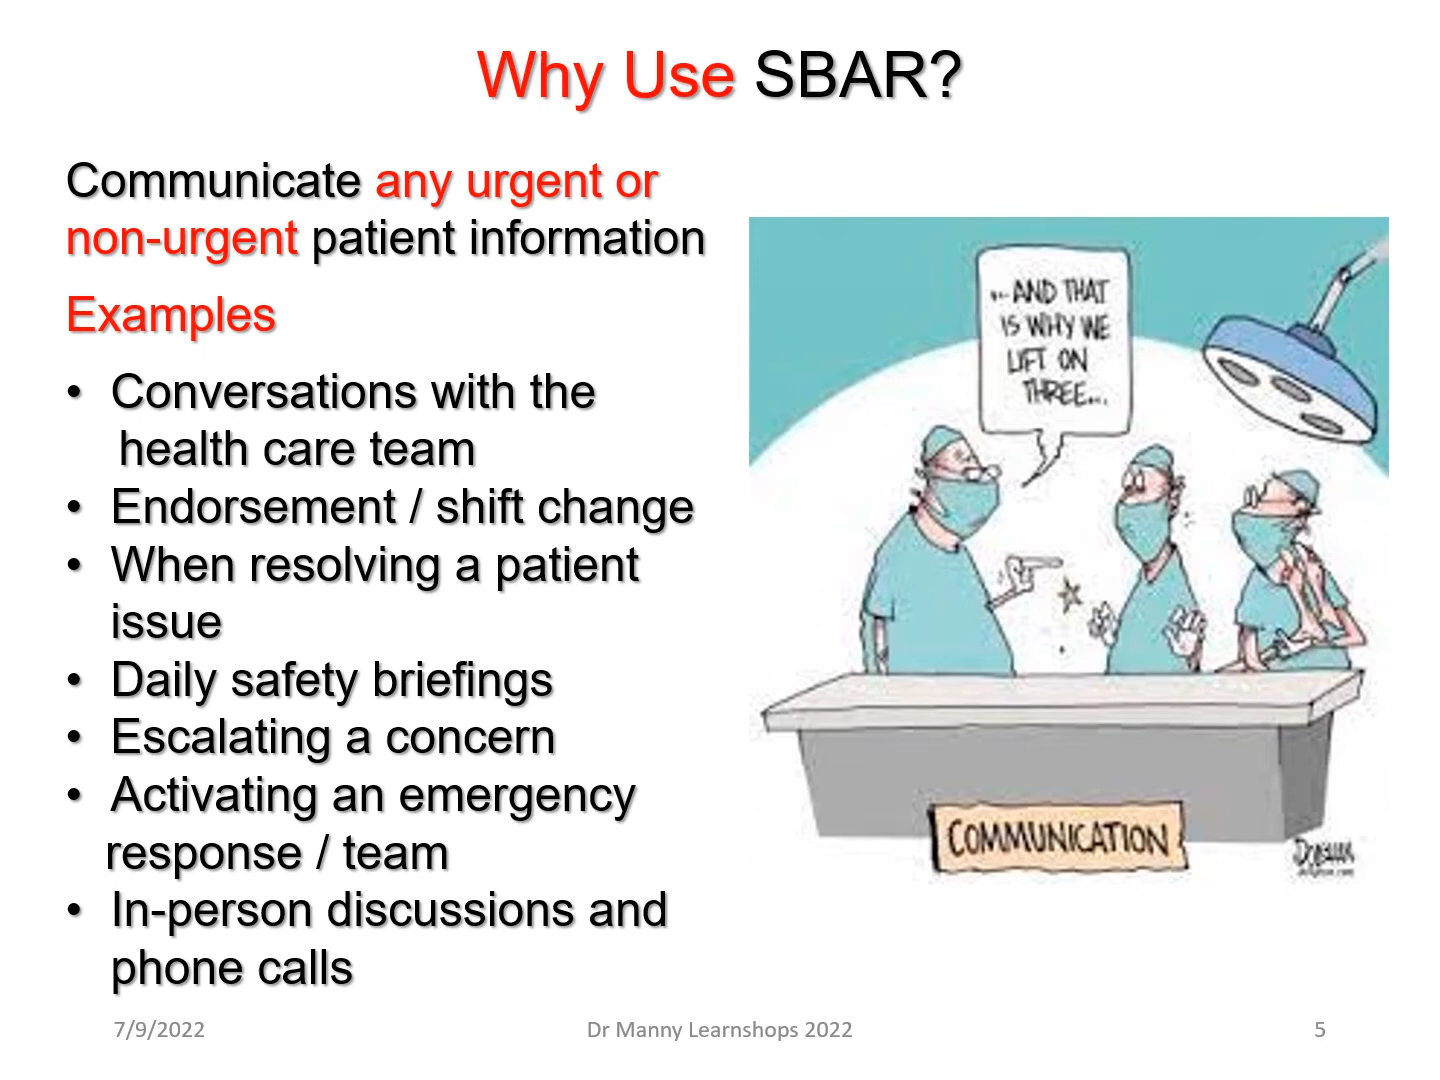 Why Use SBAR?
Communicate any urgent or
non-urgent patient information
Examples
• Conversations with the
health care team
• Endorsement / shift change
• When resolving a patient
issue
• Daily safety briefings
• Escalating a concern
• Activating an emergency
response / team
• In-person discussions and
phone calls
...AND THAT
IS WHY WE
LIFT ON
THREE...
COMMUNICATION
7/9/2022
Dr Manny Learnshops 2022
5